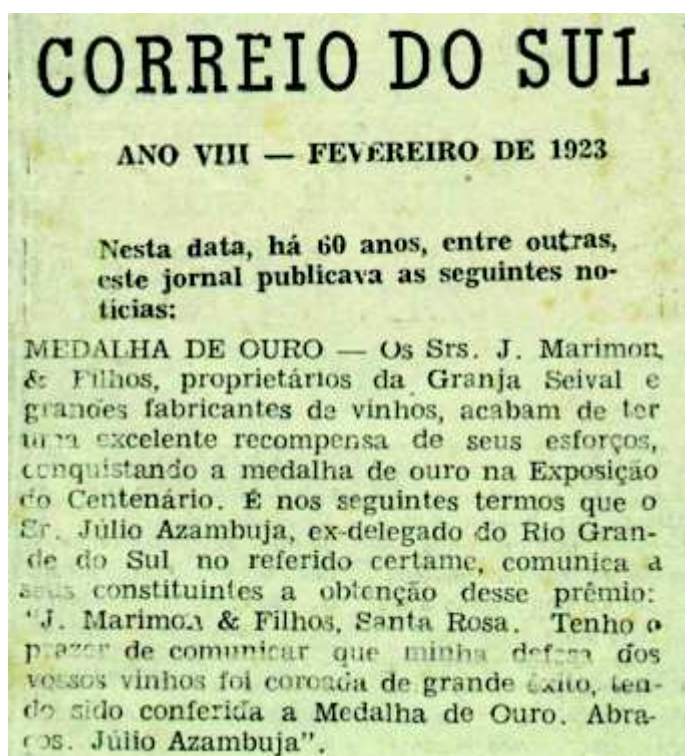 CORREIO DO SUL
ANO VIII — FEVEREIRO DE 1923
Nesta data, há 60 anos, entre outras,
este jornal publicava as seguintes no-
tícias:
MEDALHA DE OURO — Os Srs. J. Marimon
& Filhos, proprietários da Granja Seival e
grandes fabricantes de vinhos, acabam de ter
uma excelente recompensa de seus esforços,
conquistando a medalha de ouro na Exposição
do Centenário. É nos seguintes termos que o
Sr. Júlio Azambuja, ex-delegado do Rio Gran-
de do Sul no referido certame, comunica a
seus constituintes a obtenção desse prêmio:
"J. Marimon & Filhos, Santa Rosa. Tenho o
prazer de comunicar que minha defesa dos
vossos vinhos foi coroada de grande êxito, ten-
do sido conferida a Medalha de Ouro. Abra-
ços. Júlio Azambuja".